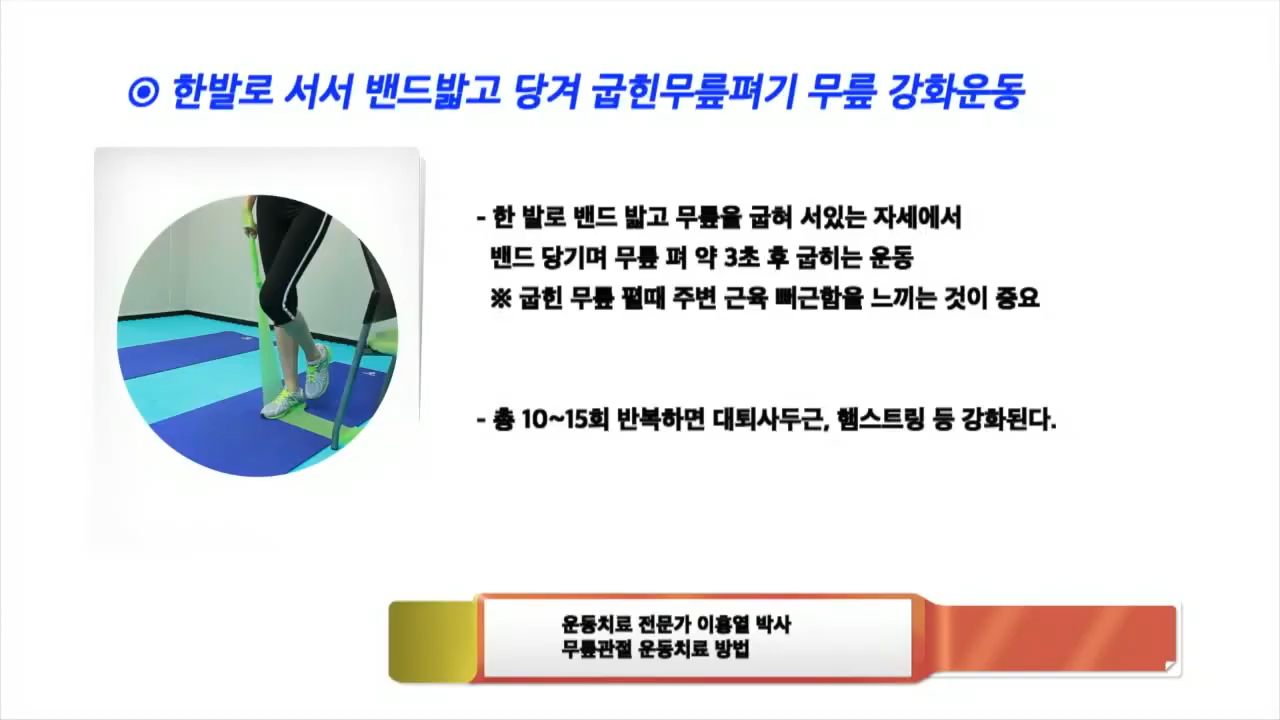 ◉ 한발로 서서 밴드밟고 당겨 굽힌무릎펴기 무릎 강화운동
- 한 발로 밴드 밟고 무릎을 굽혀 서있는 자세에서
밴드 당기며 무릎 펴 약 3초 후 굽히는 운동
※ 굽힌 무릎 펼때 주변 근육 뻐근함을 느끼는 것이 중요
- 총 10~15회 반복하면 대퇴사두근, 햄스트링 등 강화된다.
운동치료 전문가 이흥열 박사
무릎관절 운동치료 방법